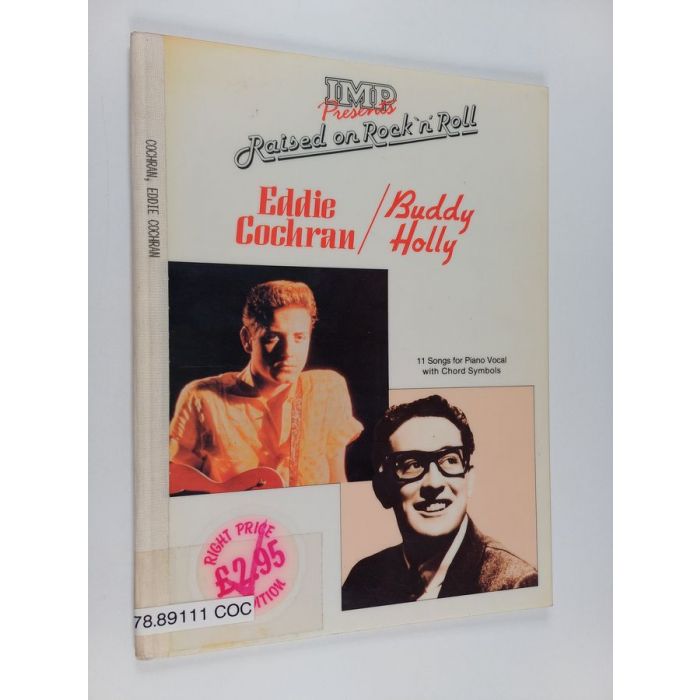 COCHRAN, EDDIE COCHRAN
IMP
Presents
Raised on Rock 'n' Roll
Eddie
Cochran
/
Buddy
Holly
11 Songs for Piano Vocal
with Chord Symbols
RIGHT PRICE
£2.95
78.89111 COC